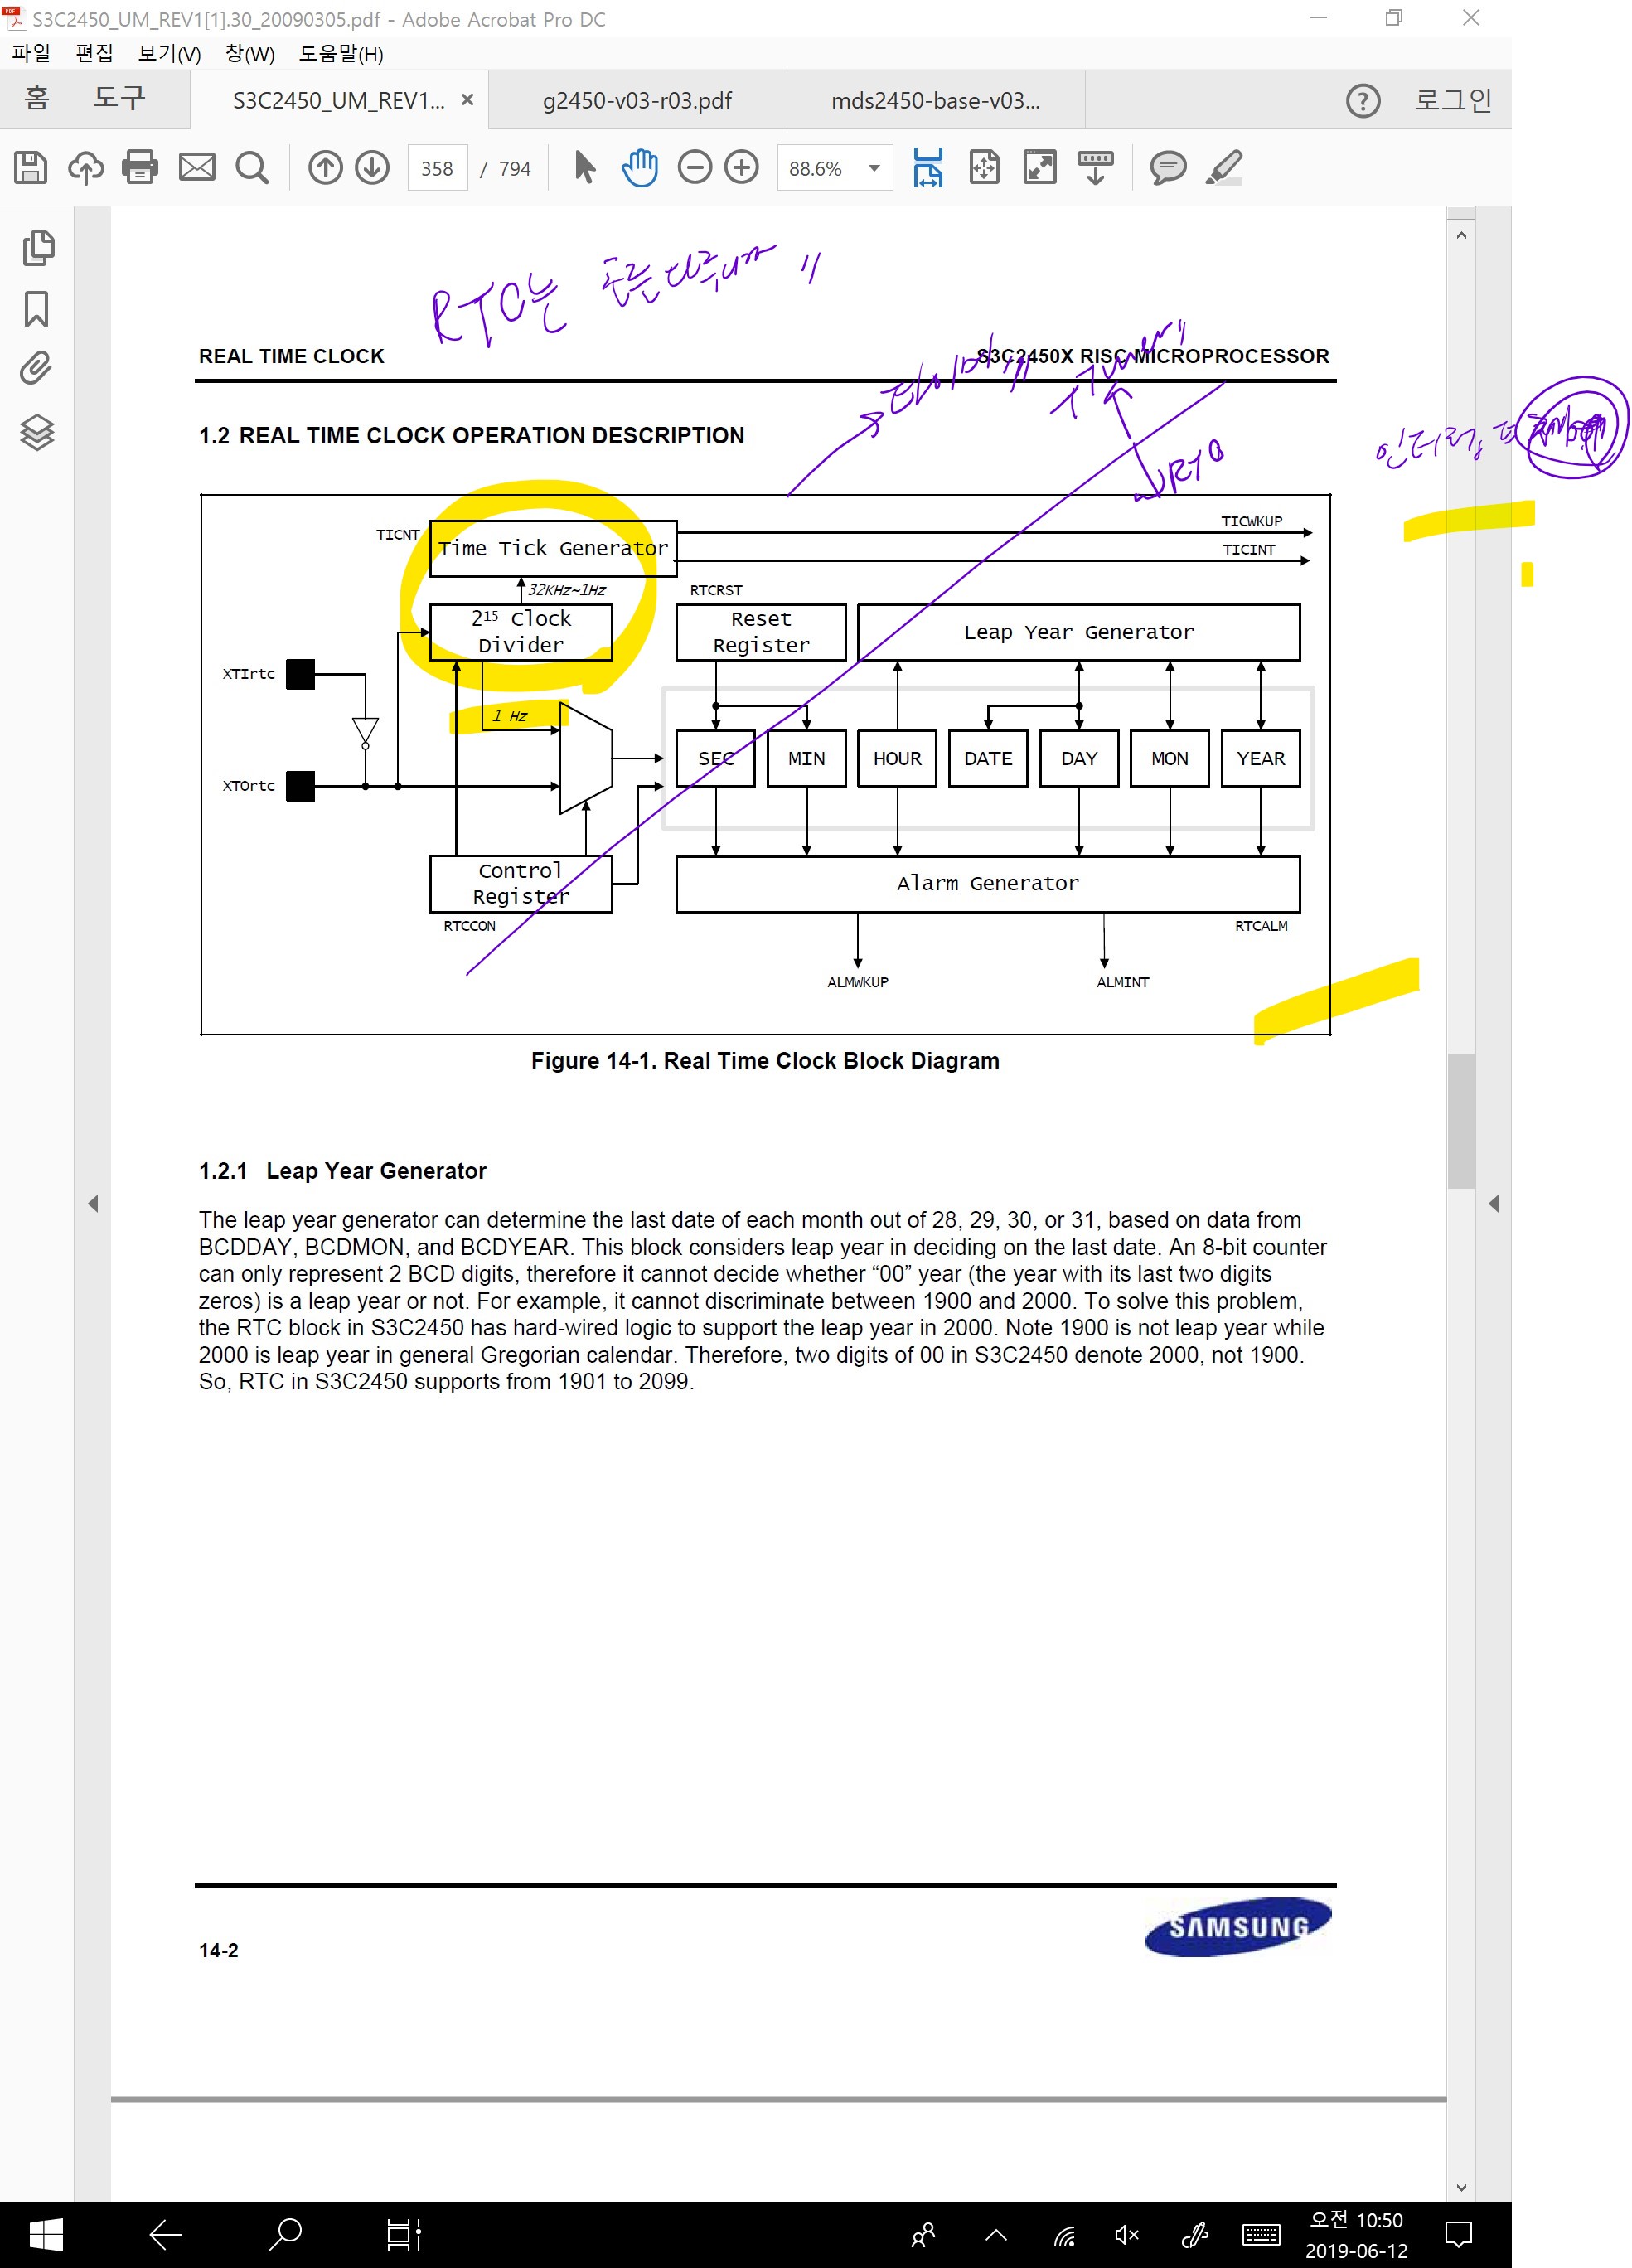 S3C2450_UM_REV1[1].30_20090305.pdf - Adobe Acrobat Pro DC
파일 편집 보기(V) 창(W) 도움말(H)
홈 도구 S3C2450_UM_REV1... × g2450-v03-r03.pdf mds2450-base-v03... ? 로그인
358 / 794 88.6%
RTC는
REAL TIME CLOCK S3C2450X RISC MICROPROCESSOR
1.2 REAL TIME CLOCK OPERATION DESCRIPTION
TICNT Time Tick Generator TICWKUP
TICINT
32KHz~1Hz
2¹⁵ Clock
Divider
RTCRST
Reset
Register
Leap Year Generator
XTIrtc
1 Hz
XTOrtc
SEC MIN HOUR DATE DAY MON YEAR
Control
Register
Alarm Generator
RTCCON RTCALM
ALMWKUP ALMINT
Figure 14-1. Real Time Clock Block Diagram
1.2.1 Leap Year Generator
The leap year generator can determine the last date of each month out of 28, 29, 30, or 31, based on data from
BCDDAY, BCDMON, and BCDYEAR. This block considers leap year in deciding on the last date. An 8-bit counter
can only represent 2 BCD digits, therefore it cannot decide whether “00” year (the year with its last two digits
zeros) is a leap year or not. For example, it cannot discriminate between 1900 and 2000. To solve this problem,
the RTC block in S3C2450 has hard-wired logic to support the leap year in 2000. Note 1900 is not leap year while
2000 is leap year in general Gregorian calendar. Therefore, two digits of 00 in S3C2450 denote 2000, not 1900.
So, RTC in S3C2450 supports from 1901 to 2099.
14-2
SAMSUNG
오전 10:50
2019-06-12